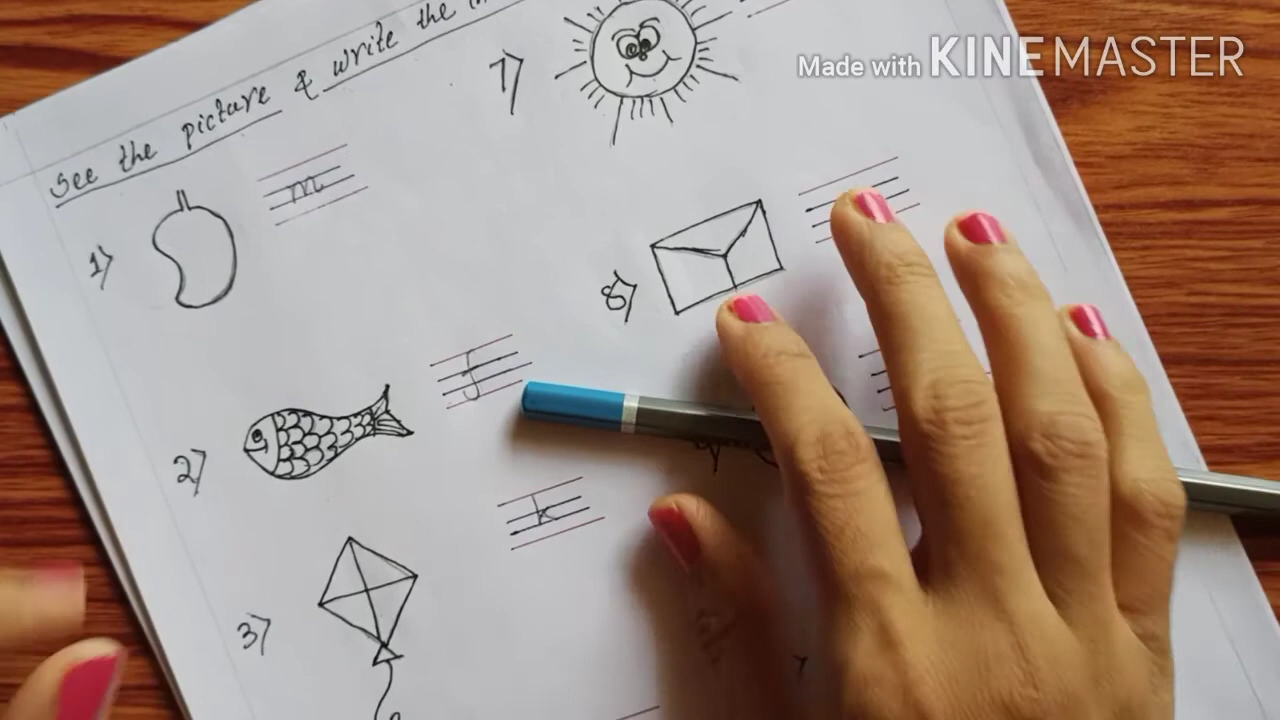 Made with KINEMASTER
See the picture & write the
1) m
2) f
3) k
7)
8)